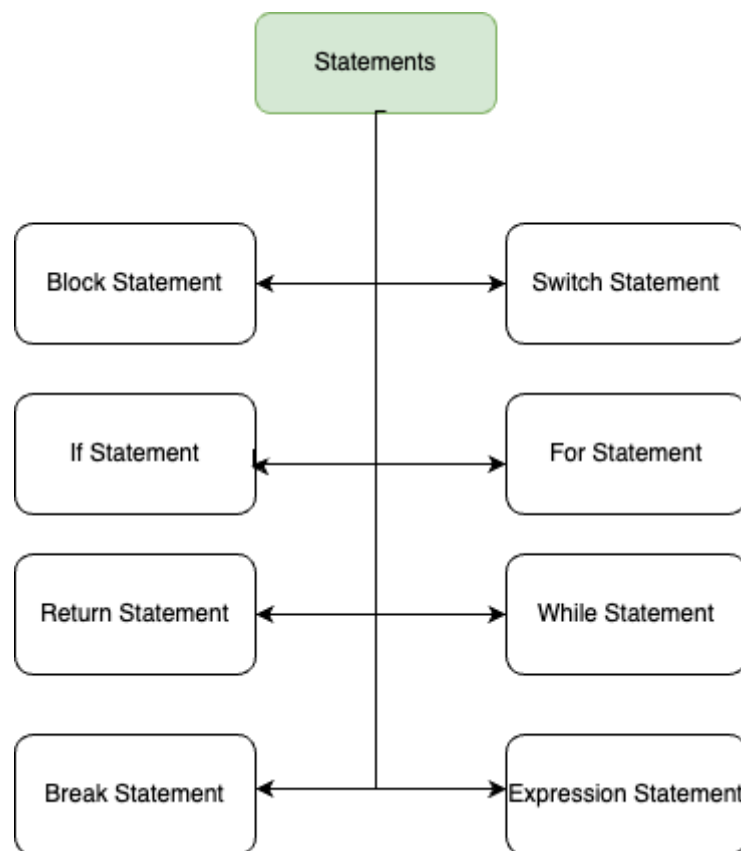 Statements
Block Statement
Switch Statement
If Statement
For Statement
Return Statement
While Statement
Break Statement
Expression Statement